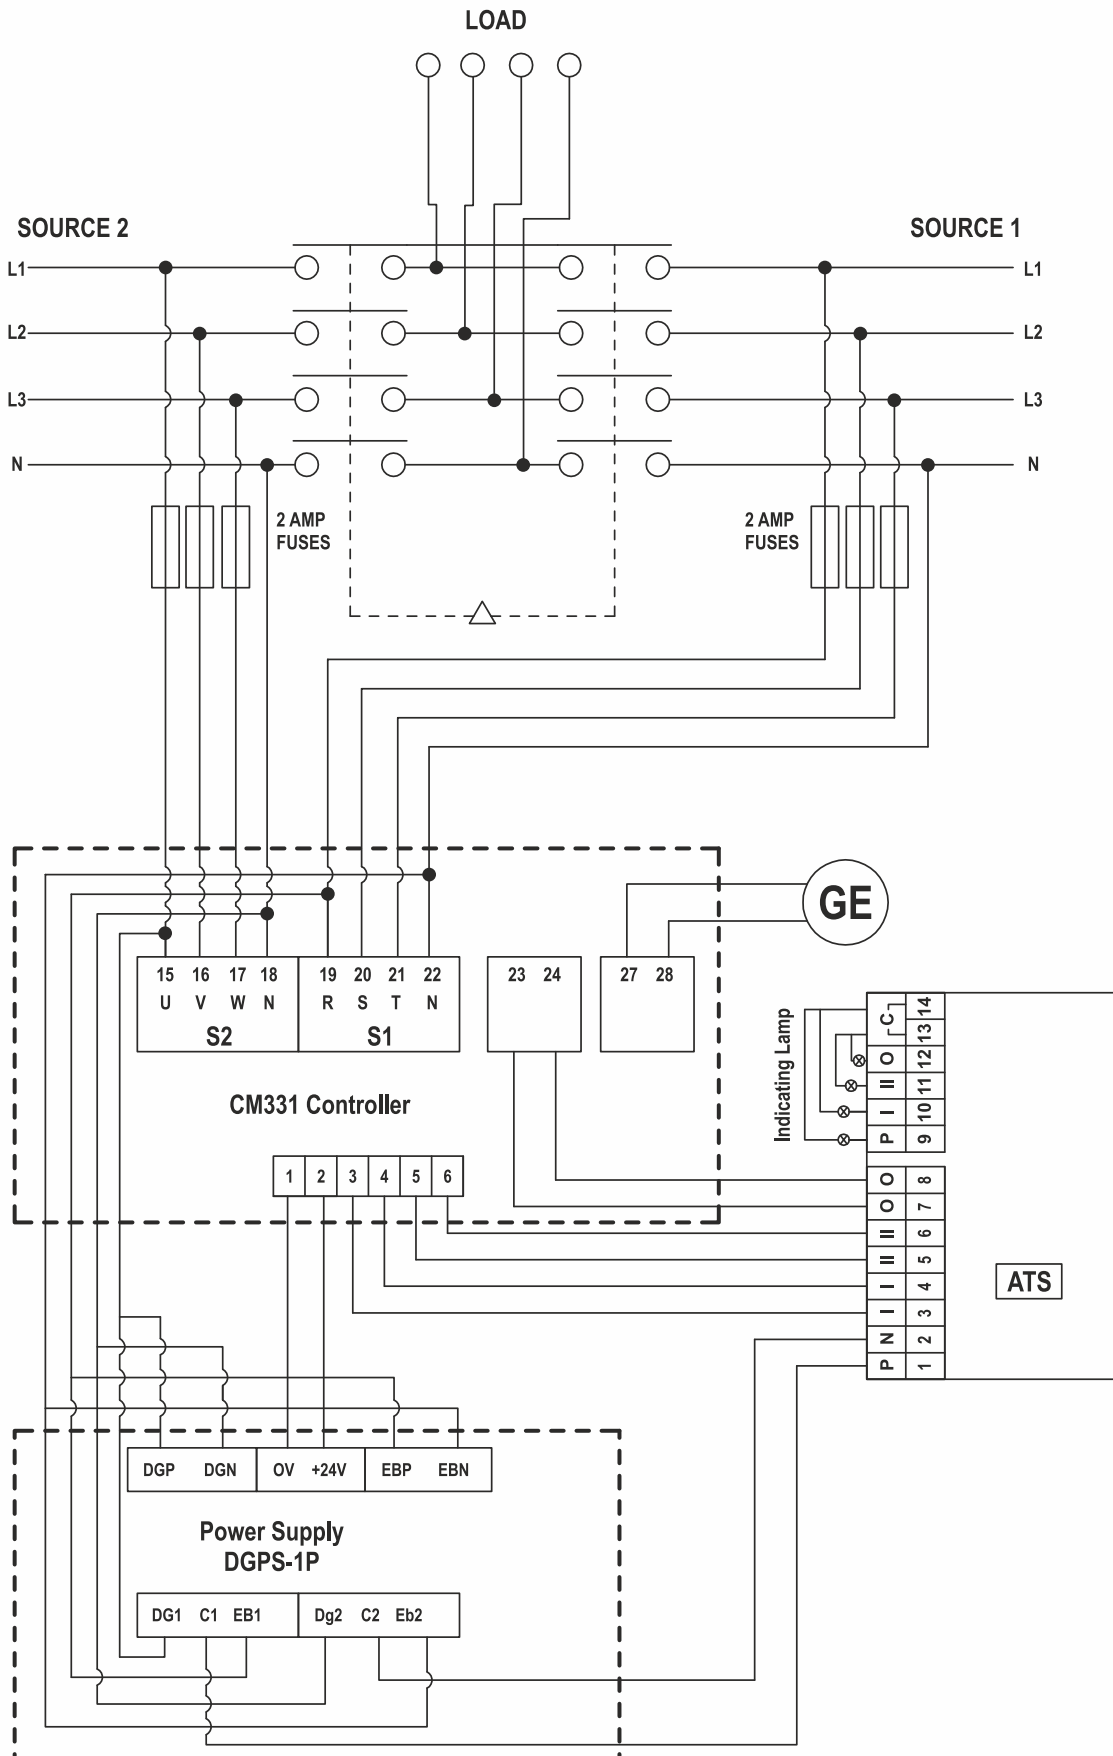 LOAD
SOURCE 2
SOURCE 1
L1
L1
L2
L2
L3
L3
N
N
2 AMP
FUSES
2 AMP
FUSES
GE
15 16 17 18 19 20 21 22 23 24 27 28
U V W N R S T N
S2 S1
CM331 Controller
1 2 3 4 5 6
Indicating Lamp
C 14
13
O 12
II 11
I 10
P 9
O 8
O 7
II 6
II 5
I 4
I 3
N 2
P 1
ATS
DGP DGN OV +24V EBP EBN
Power Supply
DGPS-1P
DG1 C1 EB1 Dg2 C2 Eb2